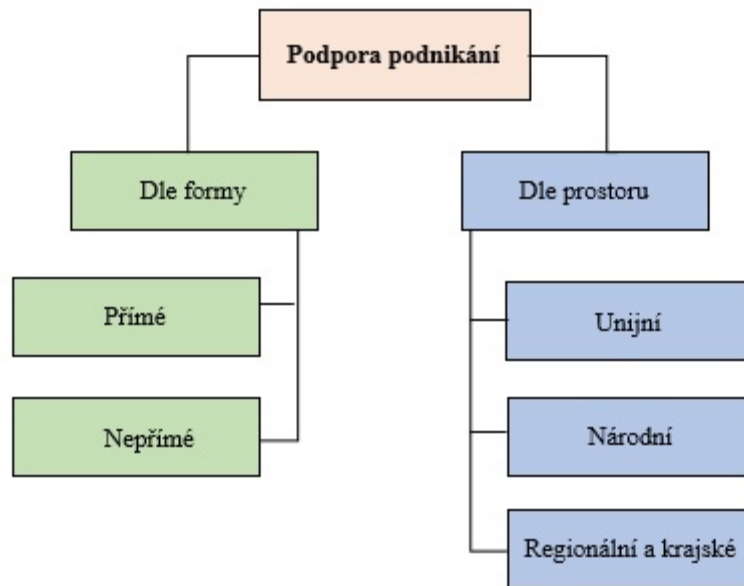 Podpora podnikání
Dle formy
Dle prostoru
Přímé
Unijní
Nepřímé
Národní
Regionální a krajské